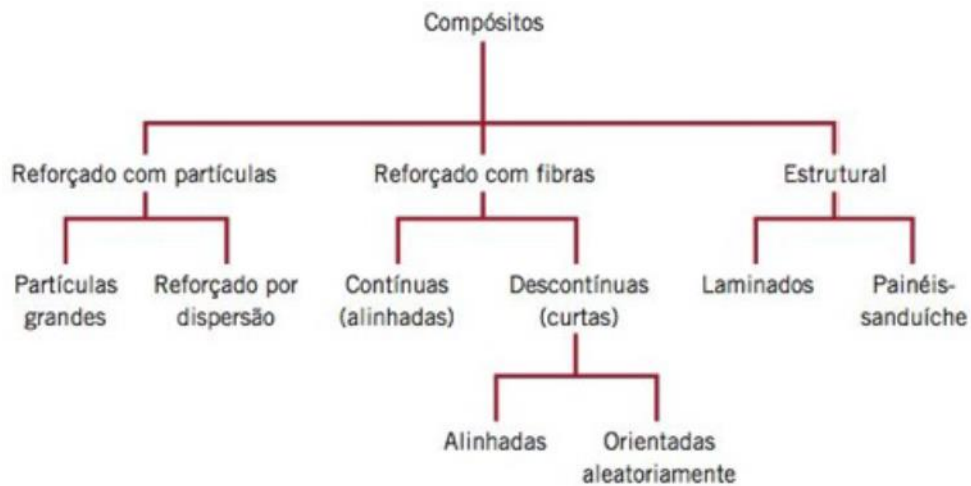 Compósitos
Reforçado com partículas
Reforçado com fibras
Estrutural
Partículas
grandes
Reforçado por
dispersão
Contínuas
(alinhadas)
Descontínuas
(curtas)
Laminados
Painéis-
sanduíche
Alinhadas
Orientadas
aleatoriamente